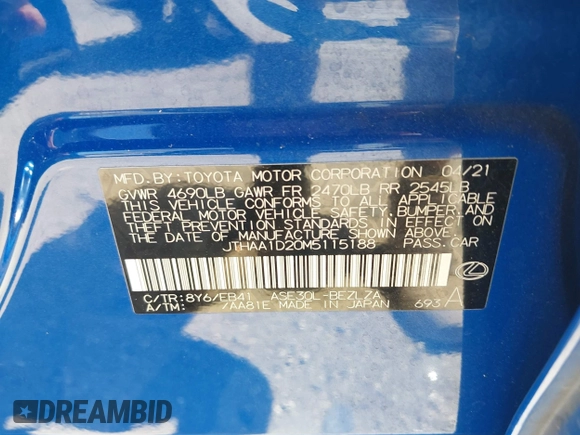 MFD.BY:TOYOTA MOTOR CORPORATION 04/21
GVWR 4690LB GAWR FR 2470LB RR 2545LB
THIS VEHICLE CONFORMS TO ALL APPLICABLE
FEDERAL MOTOR VEHICLE SAFETY,BUMPER,AND
THEFT PREVENTION STANDARDS IN EFFECT ON
THE DATE OF MANUFACTURE SHOWN ABOVE.
JTHAA1D20M5115188 PASS.CAR
C/TR:8Y6/EB41 ASE30L-BEZLZA
A/TM: -/AA81E MADE IN JAPAN 693 A
DREAMBID